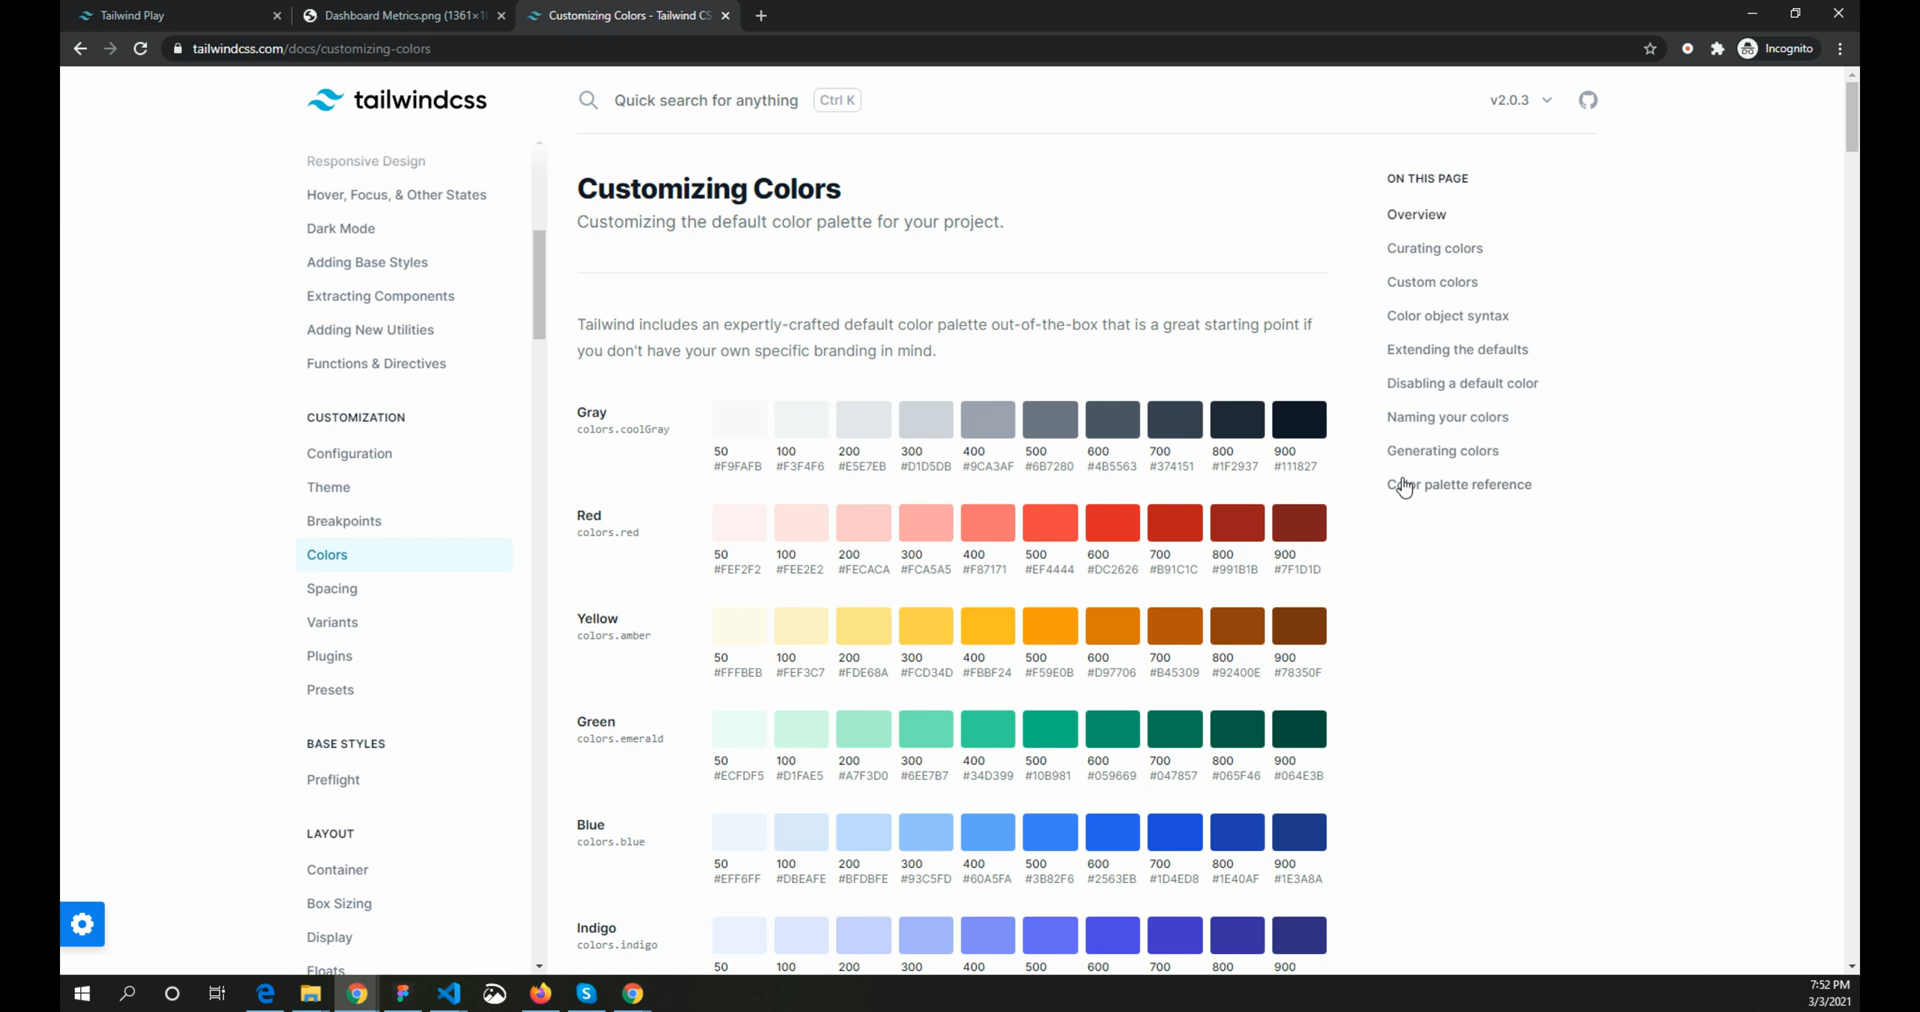 Tailwind Play
Dashboard Metrics.png (1361×1
Customizing Colors - Tailwind CS
tailwindcss.com/docs/customizing-colors
Incognito
tailwindcss
Quick search for anything
Ctrl K
v2.0.3
Responsive Design
Hover, Focus, & Other States
Dark Mode
Adding Base Styles
Extracting Components
Adding New Utilities
Functions & Directives
CUSTOMIZATION
Configuration
Theme
Breakpoints
Colors
Spacing
Variants
Plugins
Presets
BASE STYLES
Preflight
LAYOUT
Container
Box Sizing
Display
Floats
Customizing Colors
Customizing the default color palette for your project.
Tailwind includes an expertly-crafted default color palette out-of-the-box that is a great starting point if
you don't have your own specific branding in mind.
Gray
colors.coolGray
50 100 200 300 400 500 600 700 800 900
#F9FAFB #F3F4F6 #E5E7EB #D1D5DB #9CA3AF #6B7280 #4B5563 #374151 #1F2937 #111827
Red
colors.red
50 100 200 300 400 500 600 700 800 900
#FEF2F2 #FEE2E2 #FECACA #FCA5A5 #F87171 #EF4444 #DC2626 #B91C1C #991B1B #7F1D1D
Yellow
colors.amber
50 100 200 300 400 500 600 700 800 900
#FFFBEB #FEF3C7 #FDE68A #FCD34D #FBBF24 #F59E0B #D97706 #B45309 #92400E #78350F
Green
colors.emerald
50 100 200 300 400 500 600 700 800 900
#ECFDF5 #D1FAE5 #A7F3D0 #6EE7B7 #34D399 #10B981 #059669 #047857 #065F46 #064E3B
Blue
colors.blue
50 100 200 300 400 500 600 700 800 900
#EFF6FF #DBEAFE #BFDBFE #93C5FD #60A5FA #3B82F6 #2563EB #1D4ED8 #1E40AF #1E3A8A
Indigo
colors.indigo
50 100 200 300 400 500 600 700 800 900
ON THIS PAGE
Overview
Curating colors
Custom colors
Color object syntax
Extending the defaults
Disabling a default color
Naming your colors
Generating colors
Color palette reference
7:52 PM
3/3/2021